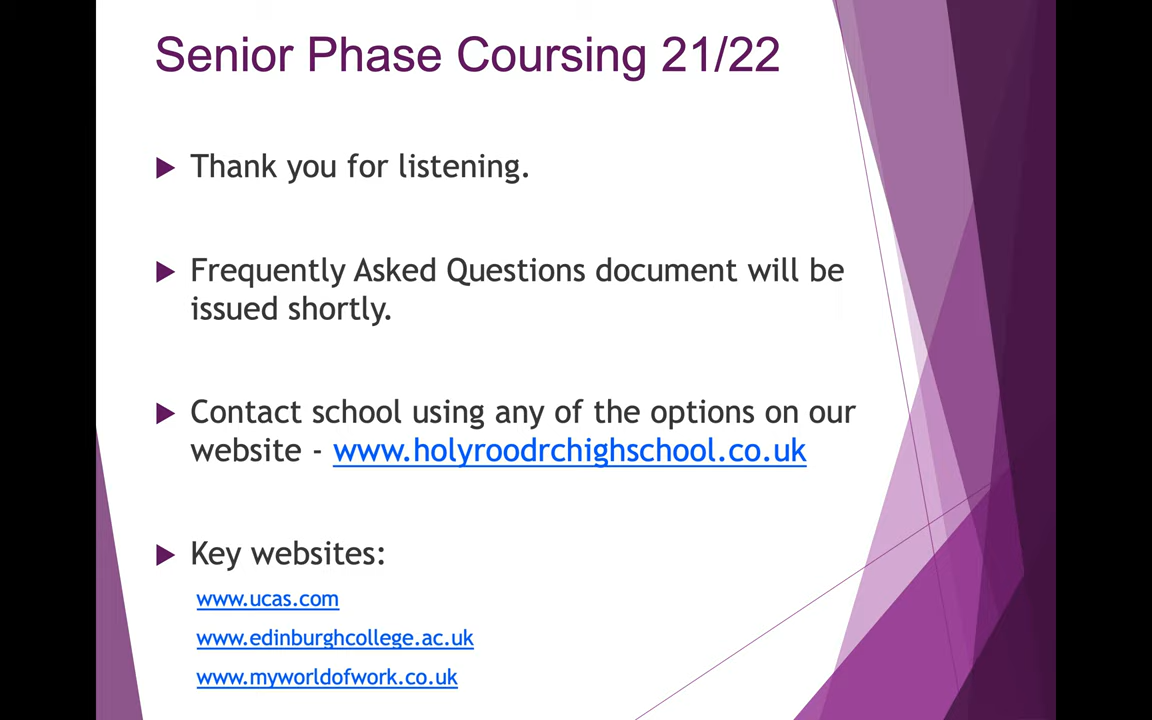 Senior Phase Coursing 21/22
Thank you for listening.
Frequently Asked Questions document will be
issued shortly.
Contact school using any of the options on our
website - www.holyroodrchighschool.co.uk
Key websites:
www.ucas.com
www.edinburghcollege.ac.uk
www.myworldofwork.co.uk